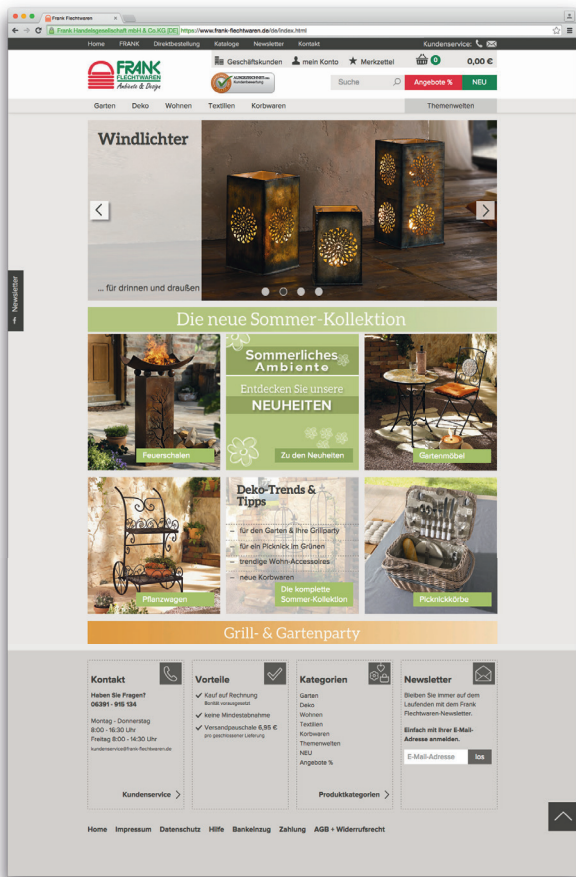 Frank Flechtwaren
Frank Handelsgesellschaft mbH & Co.KG [DE] https://www.frank-flechtwaren.de/de/index.html
Home FRANK Direktbestellung Kataloge Newsletter Kontakt Kundenservice:
Geschäftskunden mein Konto Merkzettel 0 0,00 €
FRANK
FLECHTWAREN
Ambiente & Design
AUSGEZEICHNET.ORG
Kundenbewertung
Suche Angebote % NEU
Garten Deko Wohnen Textilien Korbwaren Themenwelten
Windlichter
... für drinnen und draußen
Newsletter
Die neue Sommer-Kollektion
Feuerschalen
Sommerliches
Ambiente
Entdecken Sie unsere
NEUHEITEN
Zu den Neuheiten
Gartenmöbel
Pflanzwagen
Deko-Trends &
Tipps
– für den Garten & Ihre Grillparty
– für ein Picknick im Grünen
– trendige Wohn-Accessoires
– neue Korbwaren
Die komplette
Sommer-Kollektion
Picknickkörbe
Grill- & Gartenparty
Kontakt
Haben Sie Fragen?
06391 - 915 134
Montag - Donnerstag
8:00 - 16:30 Uhr
Freitag 8:00 - 14:30 Uhr
kundenservice@frank-flechtwaren.de
Kundenservice >
Vorteile
Kauf auf Rechnung
Bonität vorausgesetzt
keine Mindestabnahme
Versandpauschale 6,95 €
pro geschlossener Lieferung
Kategorien
Garten
Deko
Wohnen
Textilien
Korbwaren
Themenwelten
NEU
Angebote %
Produktkategorien >
Newsletter
Bleiben Sie immer auf dem
Laufenden mit dem Frank
Flechtwaren-Newsletter.
Einfach mit Ihrer E-Mail-
Adresse anmelden.
E-Mail-Adresse los
Home Impressum Datenschutz Hilfe Bankeinzug Zahlung AGB + Widerrufsrecht